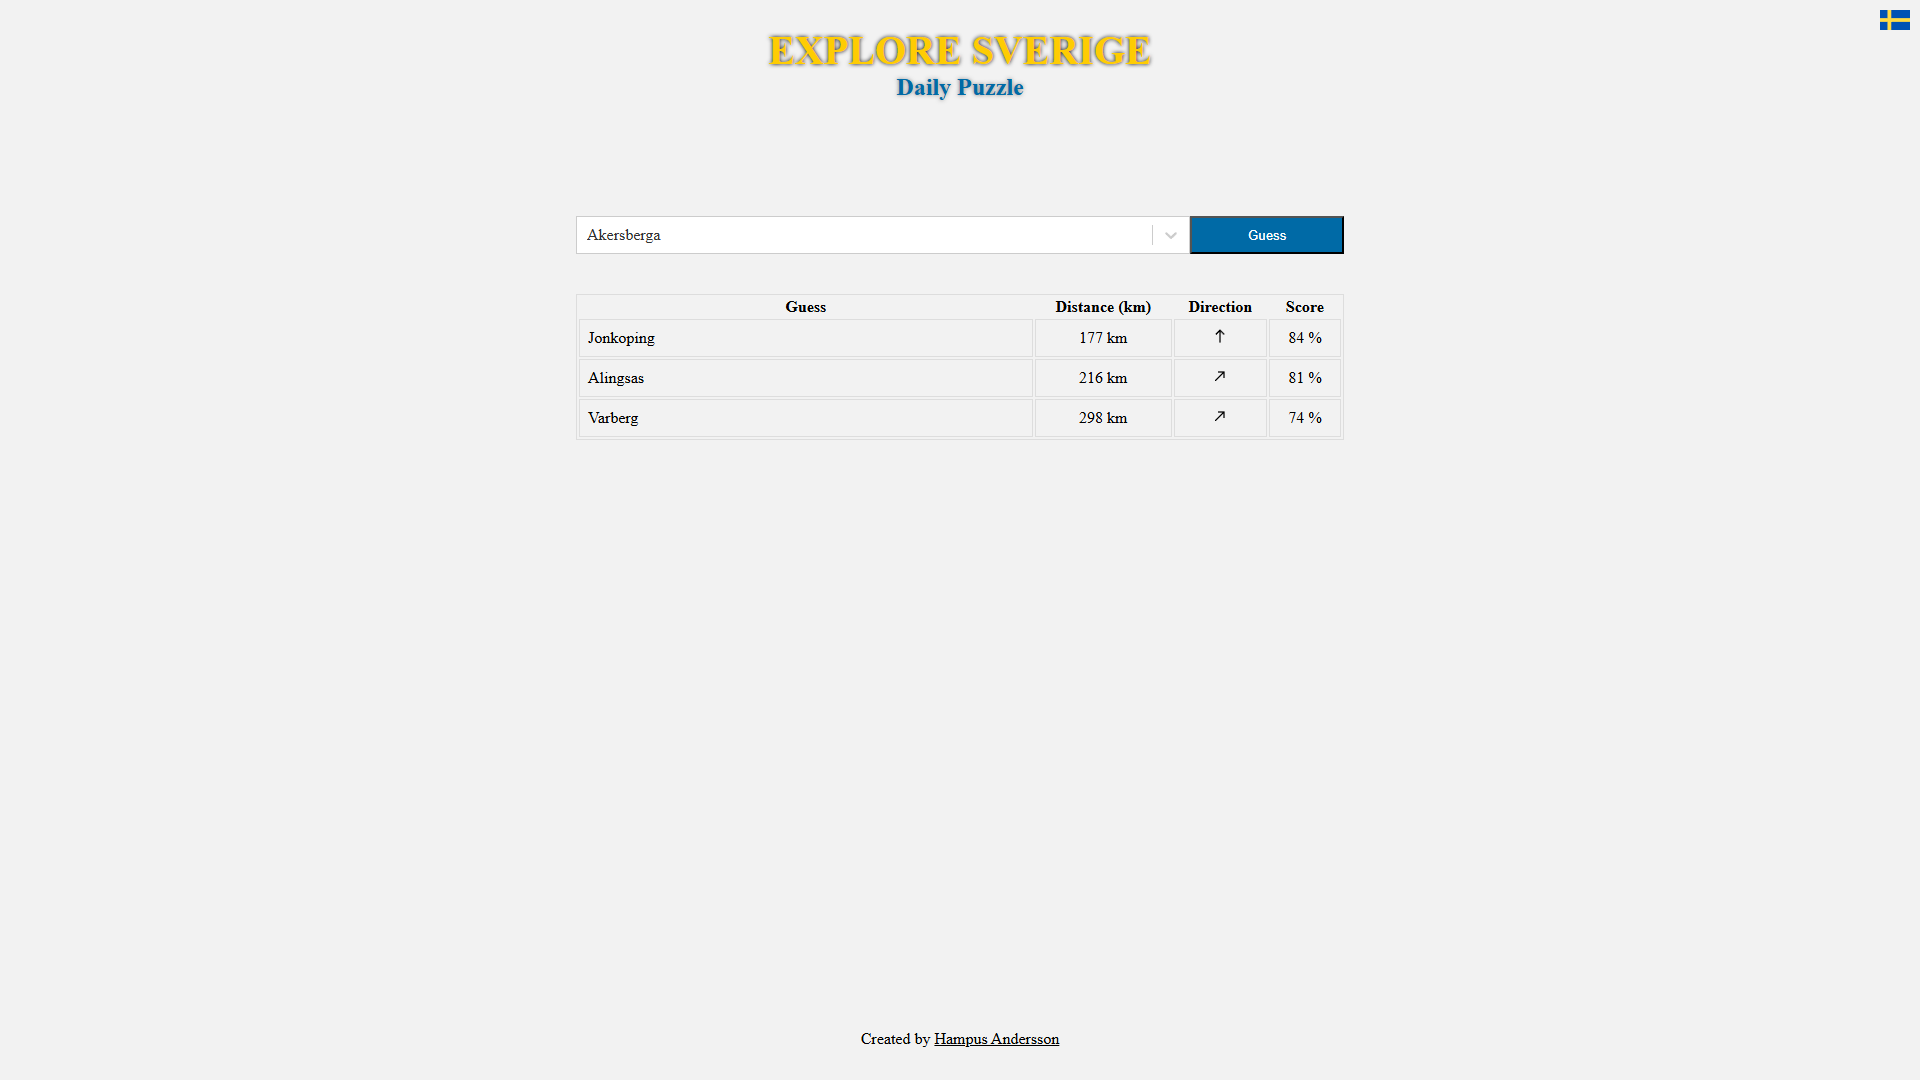 EXPLORE SVERIGE
Daily Puzzle
Akersberga
Guess
Guess Distance (km) Direction Score
Jonkoping 177 km ↑ 84 %
Alingsas 216 km ↗ 81 %
Varberg 298 km ↗ 74 %
Created by Hampus Andersson